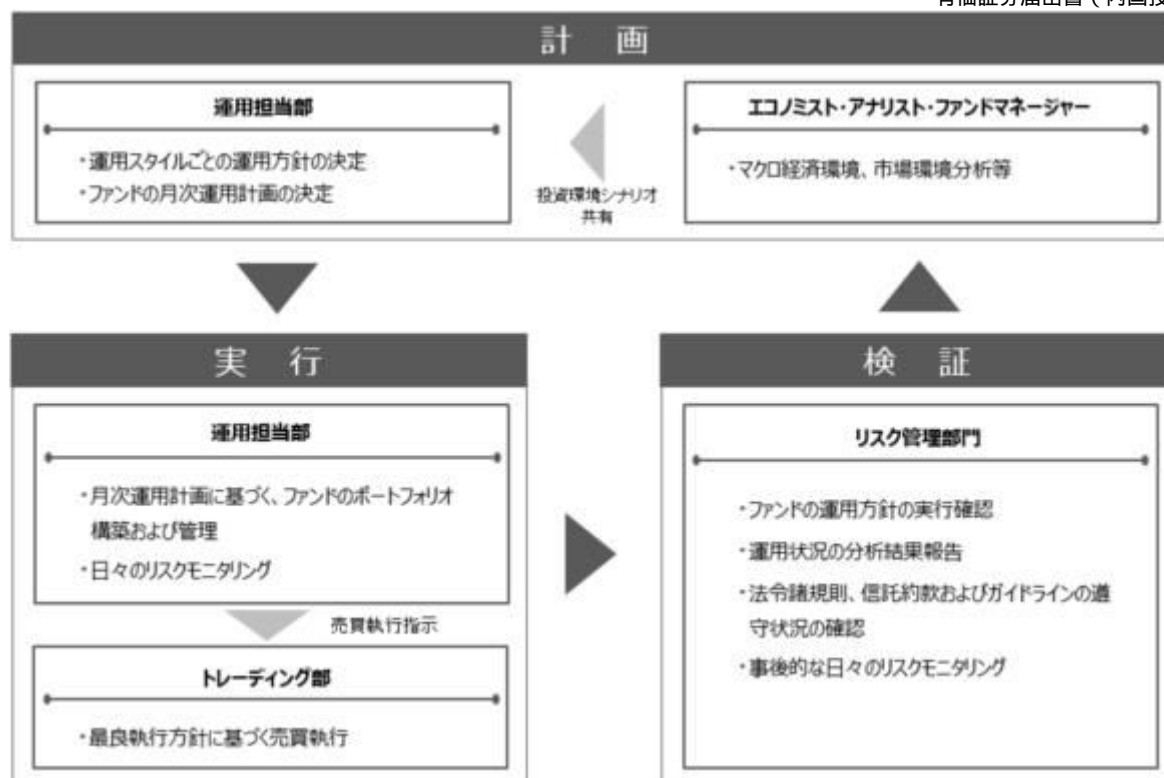 計 画
運用担当部
・運用スタイルごとの運用方針の決定
・ファンドの月次運用計画の決定
投資環境シナリオ
共有
エコノミスト・アナリスト・ファンドマネージャー
・マクロ経済環境、市場環境分析等
実 行
運用担当部
・月次運用計画に基づく、ファンドのポートフォリオ
構築および管理
・日々のリスクモニタリング
売買執行指示
トレーディング部
・最良執行方針に基づく売買執行
検 証
リスク管理部門
・ファンドの運用方針の実行確認
・運用状況の分析結果報告
・法令諸規則、信託約款およびガイドラインの遵
守状況の確認
・事後的な日々のリスクモニタリング